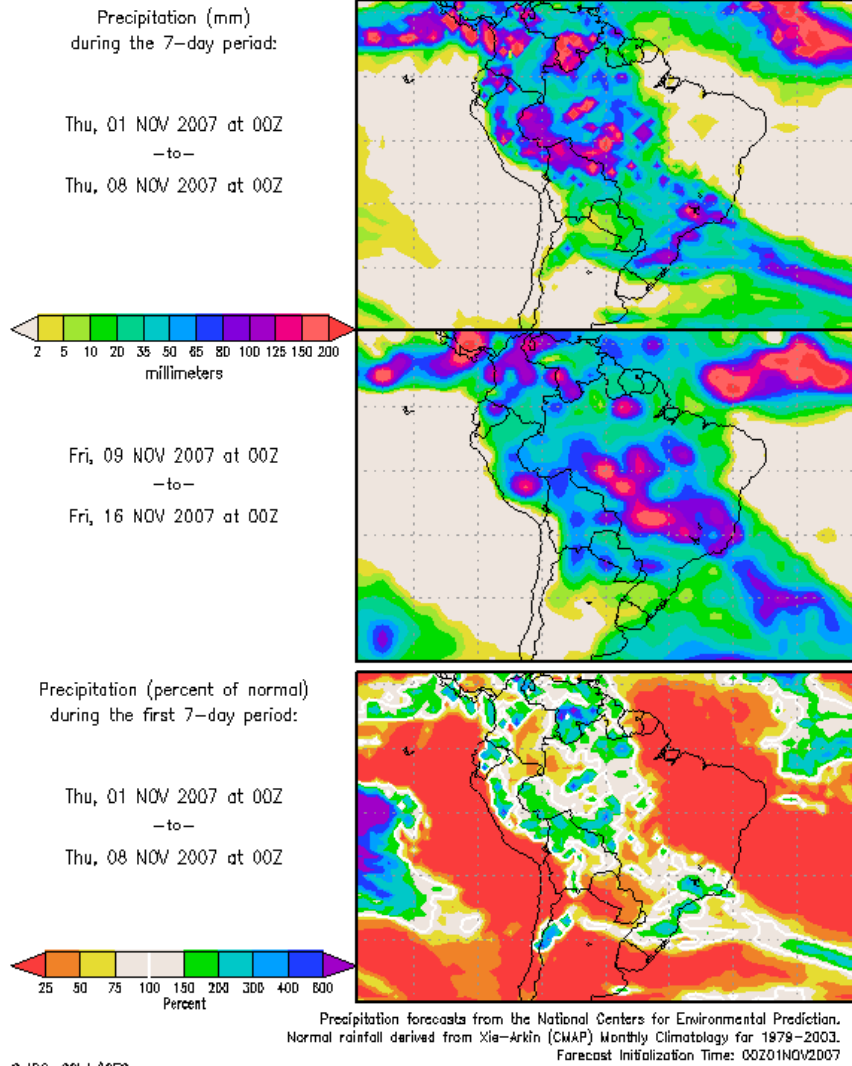 Precipitation (mm)
during the 7-day period:
Thu, 01 NOV 2007 at 00Z
-to-
Thu, 08 NOV 2007 at 00Z
2 5 10 20 35 50 65 80 100 125 150 200
millimeters
Fri, 09 NOV 2007 at 00Z
-to-
Fri, 16 NOV 2007 at 00Z
Precipitation (percent of normal)
during the first 7-day period:
Thu, 01 NOV 2007 at 00Z
-to-
Thu, 08 NOV 2007 at 00Z
25 50 75 100 150 200 300 400 600
Percent
Precipitation forecasts from the National Centers for Environmental Prediction.
Normal rainfall derived from Xie-Arkin (CMAP) Monthly Climatology for 1979-2003.
Forecast Initialization Time: 00Z01NOV2007